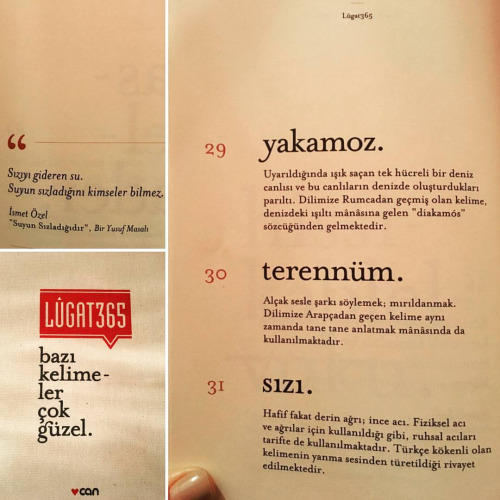 as-
“
Sızıyı gideren su.
Suyun sızladığını kimseler bilmez.
İsmet Özel
"Suyun Sızladığıdır", Bir Yusuf Masalı
LÛGAT365
bazı
kelime-
ler
çok
güzel.
can
Lûgat365
29 yakamoz.
Uyarıldığında ışık saçan tek hücreli bir deniz
canlısı ve bu canlıların denizde oluşturdukları
parıltı. Dilimize Rumcadan geçmiş olan kelime,
denizdeki ışıltı mânâsına gelen "diakamós"
sözcüğünden gelmektedir.
30 terennüm.
Alçak sesle şarkı söylemek; mırıldanmak.
Dilimize Arapçadan geçen kelime aynı
zamanda tane tane anlatmak mânâsında da
kullanılmaktadır.
31 sızı.
Hafif fakat derin ağrı; ince acı. Fiziksel acı
ve ağrılar için kullanıldığı gibi, ruhsal acıları
tarifte de kullanılmaktadır. Türkçe kökenli olan
kelimenin yanma sesinden türetildiği rivayet
edilmektedir.